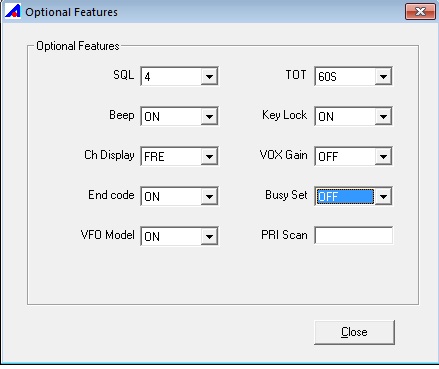 Optional Features
Optional Features
SQL 4 TOT 60S
Beep ON Key Lock ON
Ch Display FRE VOX Gain OFF
End code ON Busy Set OFF
VFO Model ON PRI Scan
Close